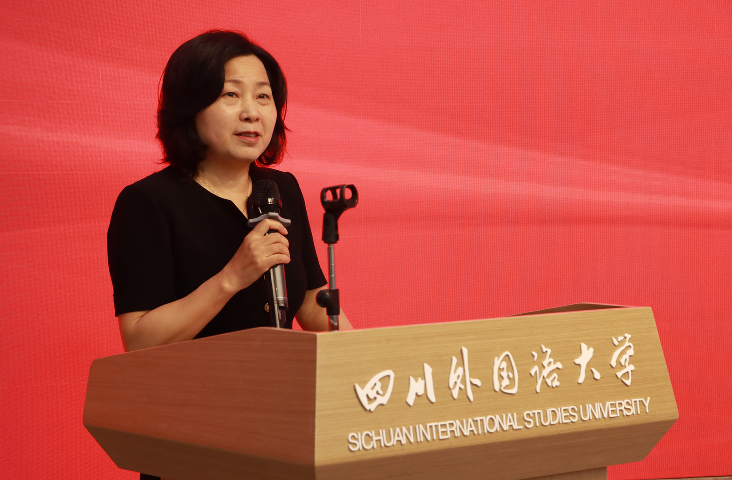 四川外国语大学
SICHUAN INTERNATIONAL STUDIES UNIVERSITY